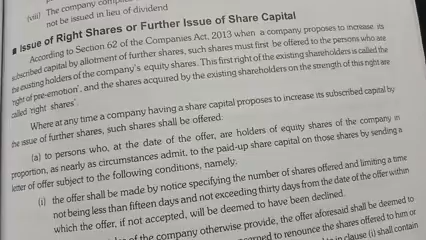 (viii) The company
not be issued in lieu of dividend
■ Issue of Right Shares or Further Issue of Share Capital
According to Section 62 of the Companies Act, 2013 when a company proposes to increase its
subscribed capital by allotment of further shares, such shares must first be offered to the persons who are
the existing holders of the company's equity shares. This first right of the existing shareholders is called the
'right of pre-emotion', and the shares acquired by the existing shareholders on the strength of this right are
called 'right shares'.
Where at any time a company having a share capital proposes to increase its subscribed capital by
the issue of further shares, such shares shall be offered:
(a) to persons who, at the date of the offer, are holders of equity shares of the company in
proportion, as nearly as circumstances admit, to the paid-up share capital on those shares by sending a
letter of offer subject to the following conditions, namely:
(i) the offer shall be made by notice specifying the number of shares offered and limiting a time
not being less than fifteen days and not exceeding thirty days from the date of the offer within
which the offer, if not accepted, will be deemed to have been declined.
of the company otherwise provide, the offer aforesaid shall be deemed to
to renounce the shares offered to him or
in clause (i) shall contain